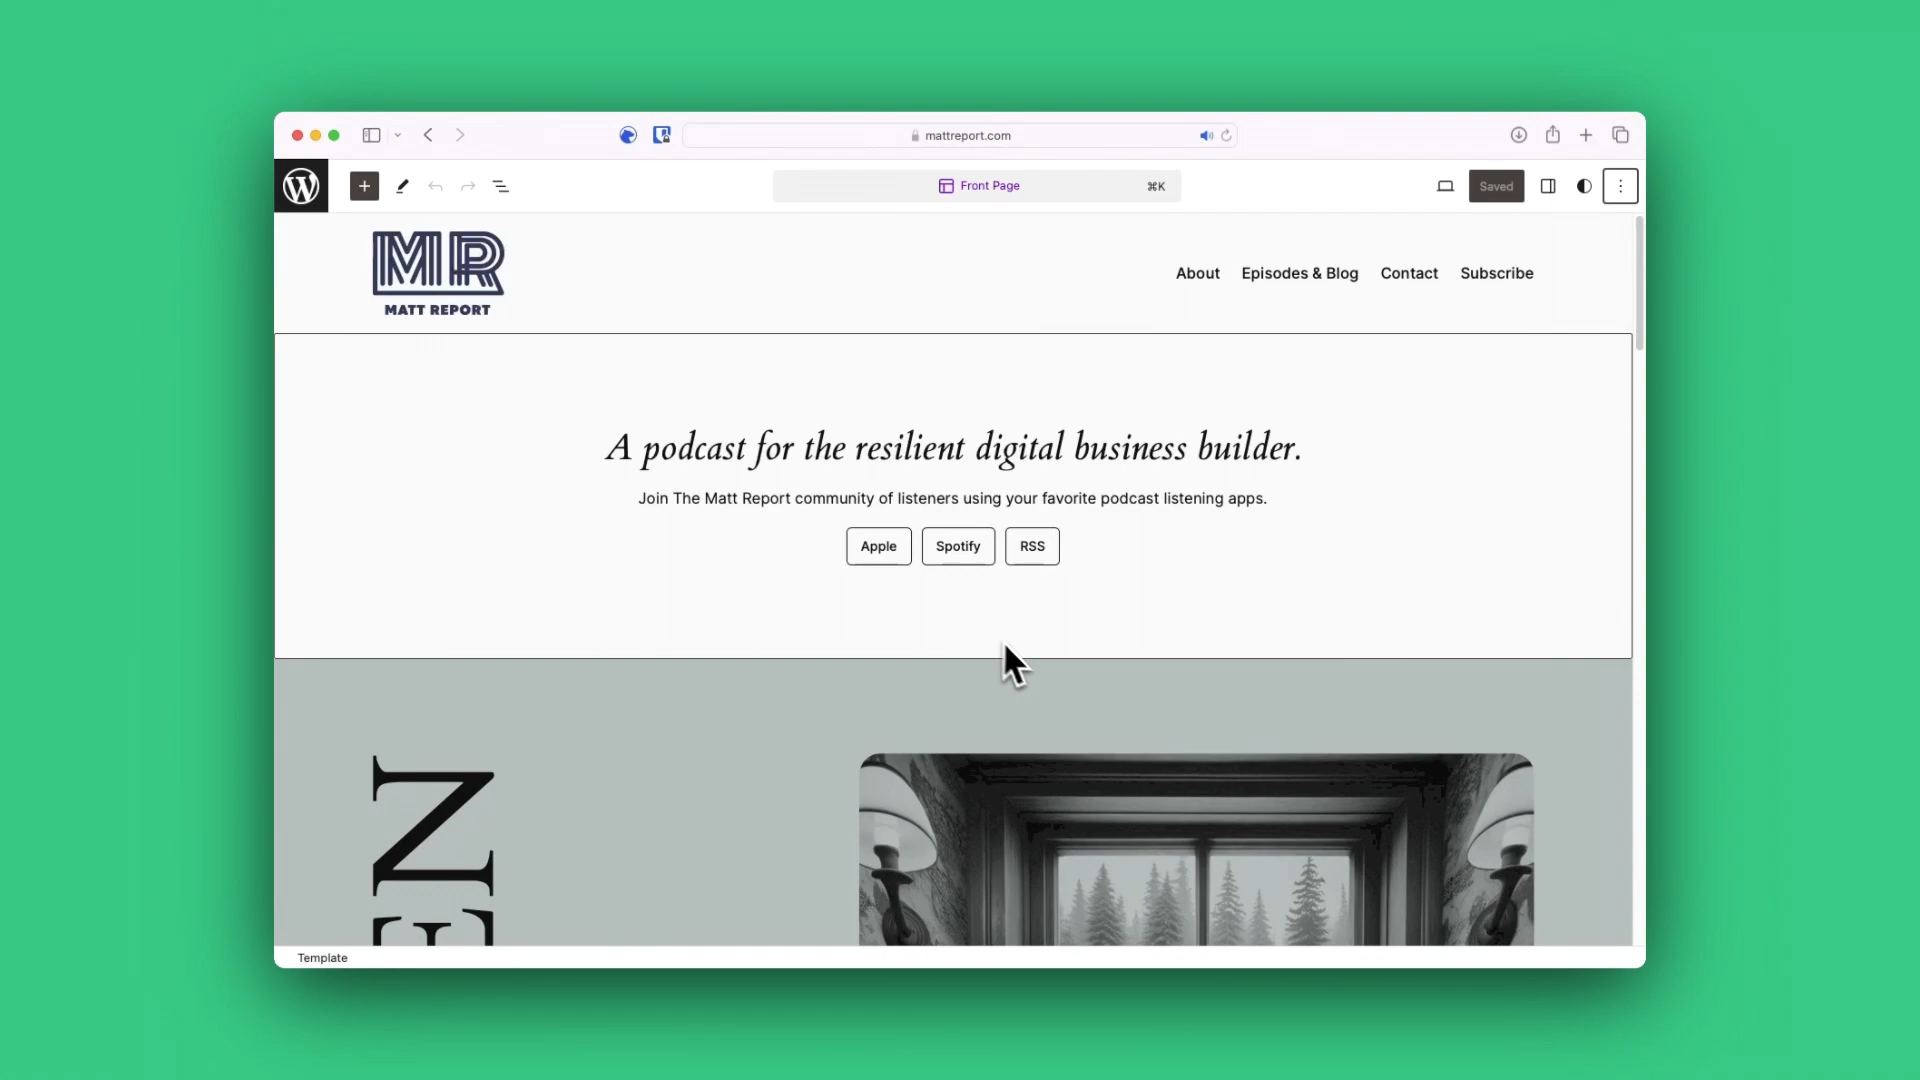 mattreport.com
Front Page
⌘K
Saved
MR
MATT REPORT
About
Episodes & Blog
Contact
Subscribe
A podcast for the resilient digital business builder.
Join The Matt Report community of listeners using your favorite podcast listening apps.
Apple
Spotify
RSS
EN
Template